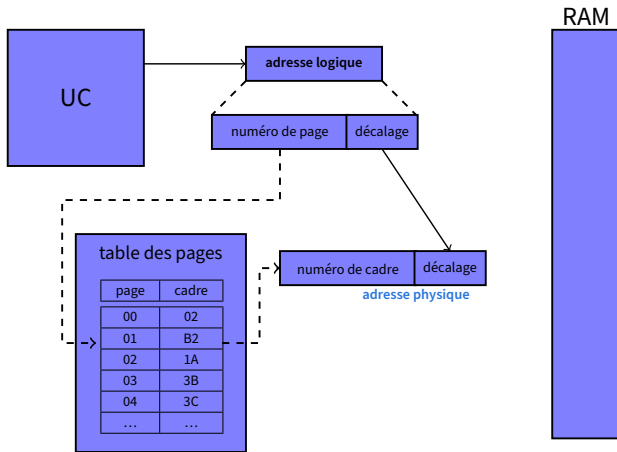 RAM
UC
adresse logique
numéro de page décalage
table des pages
numéro de cadre décalage
adresse physique
page cadre
00 02
01 B2
02 1A
03 3B
04 3C
... ...